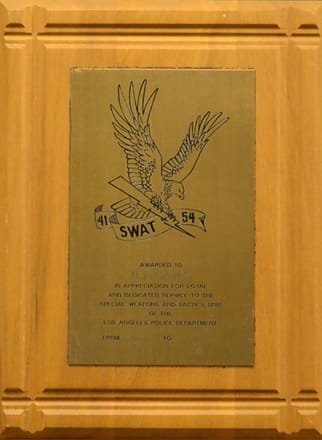 41 SWAT 54
AWARDED TO
IN APPRECIATION FOR LOYAL
AND DEDICATED SERVICE TO THE
SPECIAL WEAPONS AND TACTICS UNIT
OF THE
LOS ANGELES POLICE DEPARTMENT
FROM TO